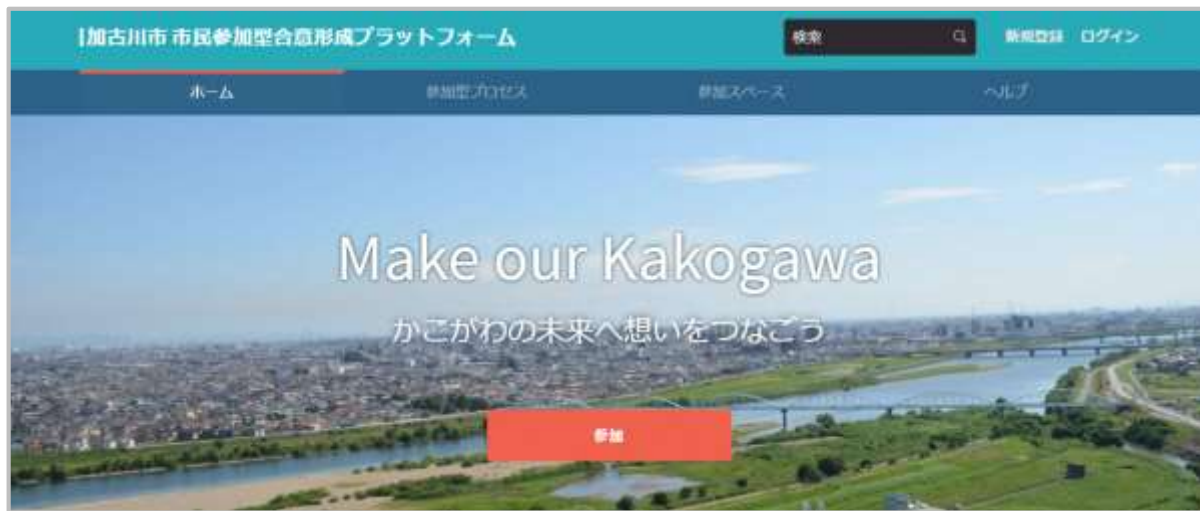 加古川市 市民参加型合意形成プラットフォーム
検索
新規登録 ログイン
ホーム
参加型プロセス
参加スペース
ヘルプ
Make our Kakogawa
かこがわの未来へ想いをつなごう
参加